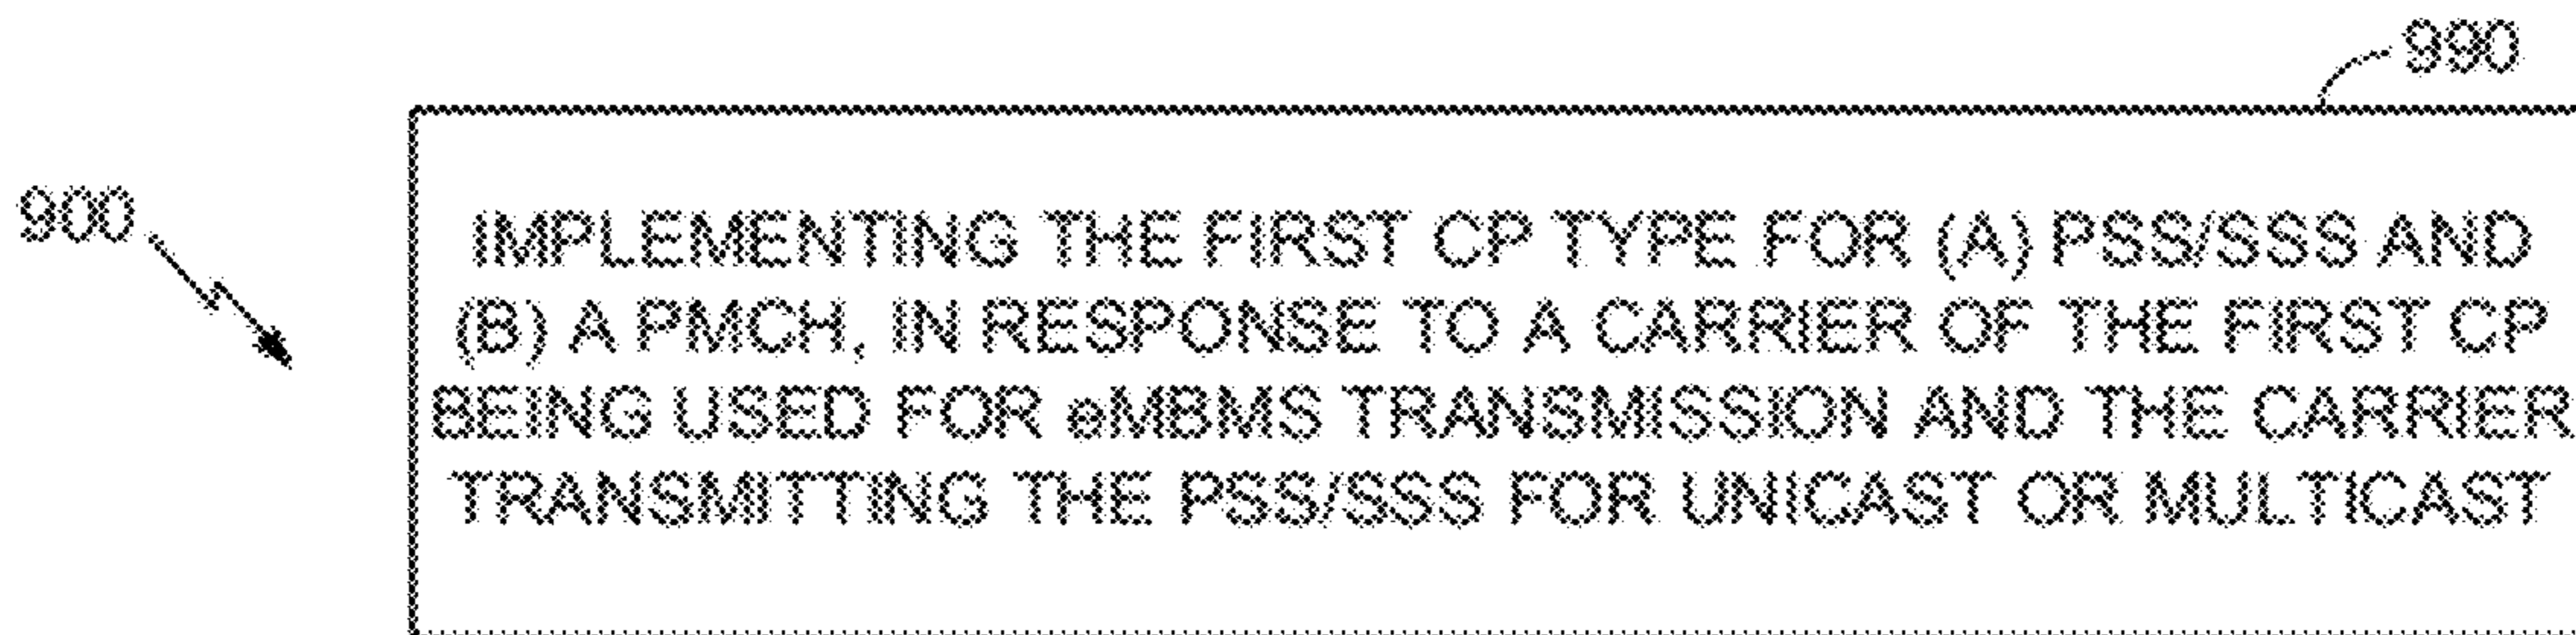 990
900
IMPLEMENTING THE FIRST CP TYPE FOR (A) PSS/SSS AND
(B) A PMCH, IN RESPONSE TO A CARRIER OF THE FIRST CP
BEING USED FOR eMBMS TRANSMISSION AND THE CARRIER
TRANSMITTING THE PSS/SSS FOR UNICAST OR MULTICAST